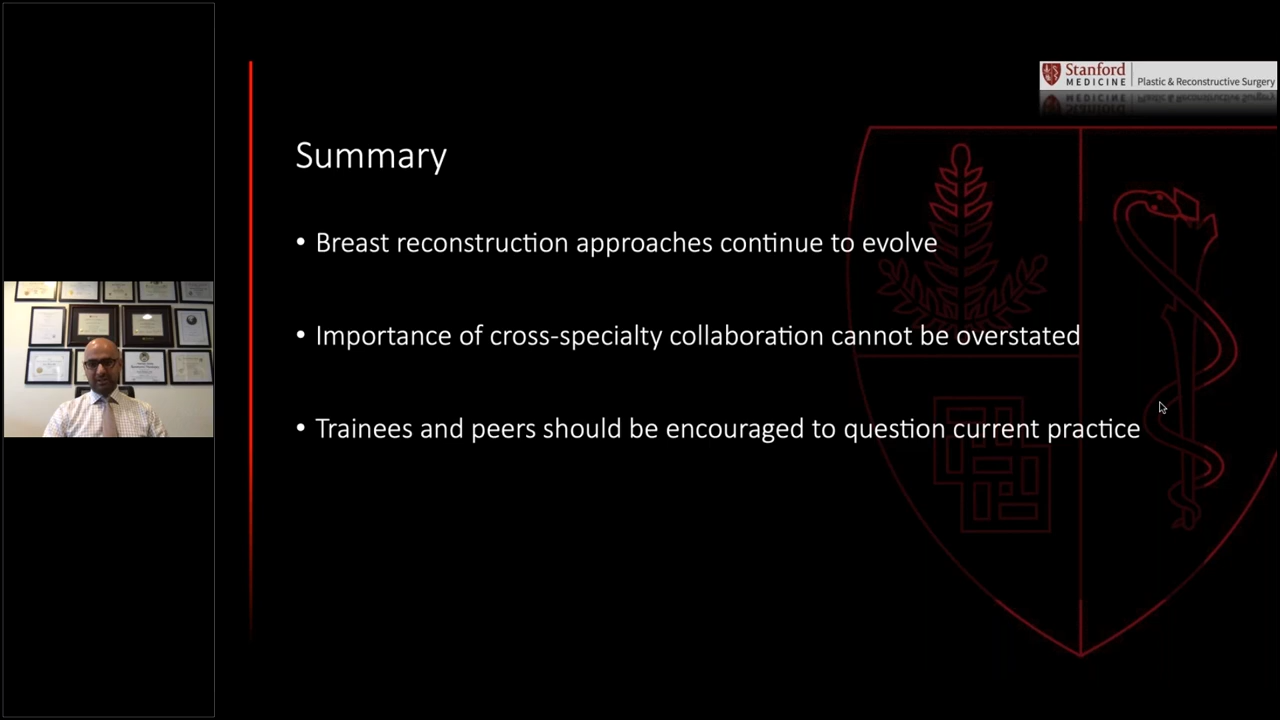 Stanford
MEDICINE
Plastic & Reconstructive Surgery
Summary
• Breast reconstruction approaches continue to evolve
• Importance of cross-specialty collaboration cannot be overstated
• Trainees and peers should be encouraged to question current practice